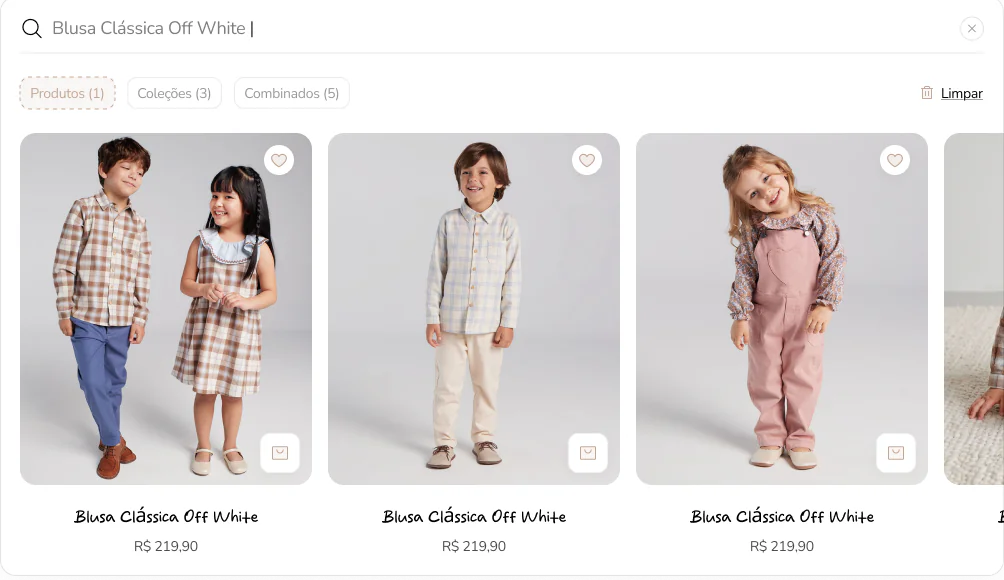 Blusa Clássica Off White
Produtos (1)
Coleções (3)
Combinados (5)
Limpar
Blusa Clássica Off White
R$ 219,90
Blusa Clássica Off White
R$ 219,90
Blusa Clássica Off White
R$ 219,90